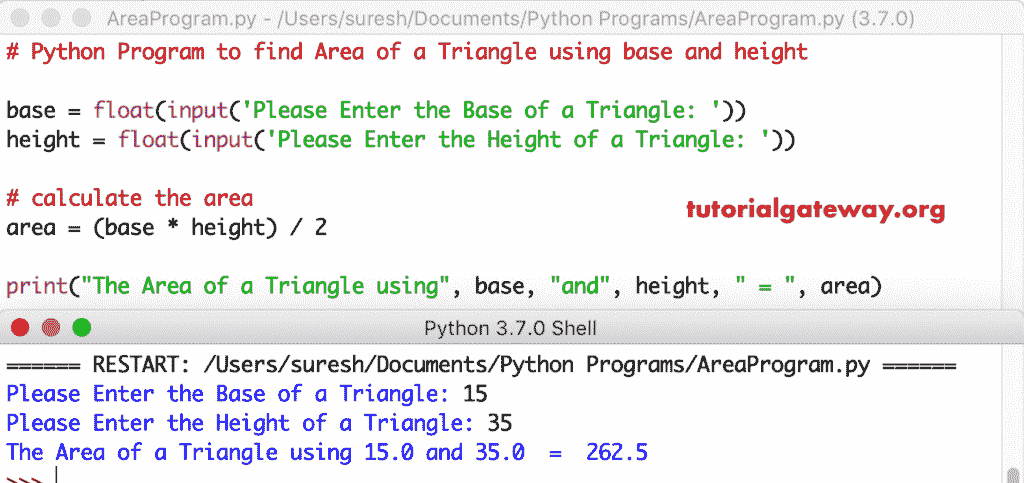 AreaProgram.py - /Users/suresh/Documents/Python Programs/AreaProgram.py (3.7.0)
# Python Program to find Area of a Triangle using base and height
base = float(input('Please Enter the Base of a Triangle: '))
height = float(input('Please Enter the Height of a Triangle: '))
# calculate the area
area = (base * height) / 2
tutorialgateway.org
print("The Area of a Triangle using", base, "and", height, " = ", area)
Python 3.7.0 Shell
====== RESTART: /Users/suresh/Documents/Python Programs/AreaProgram.py ======
Please Enter the Base of a Triangle: 15
Please Enter the Height of a Triangle: 35
The Area of a Triangle using 15.0 and 35.0  =  262.5
>>>